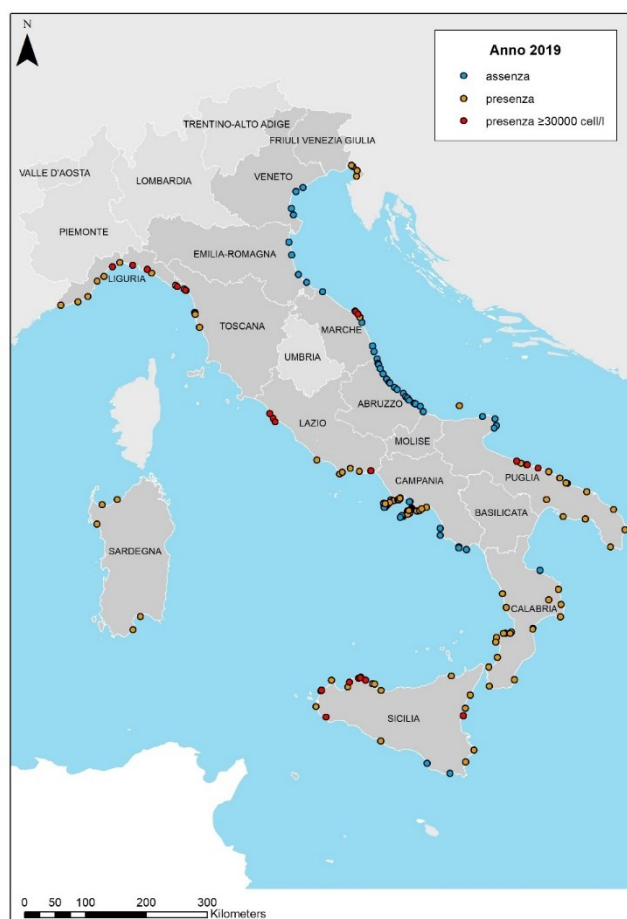 N
Anno 2019
assenza
presenza
presenza ≥30000 cell/l
TRENTINO-ALTO ADIGE
FRIULI VENEZIA GIULIA
VALLE D'AOSTA
LOMBARDIA
VENETO
PIEMONTE
EMILIA-ROMAGNA
LIGURIA
TOSCANA
MARCHE
UMBRIA
ABRUZZO
LAZIO
MOLISE
CAMPANIA
PUGLIA
BASILICATA
SARDEGNA
CALABRIA
SICILIA
0 50 100 200 300
Kilometers